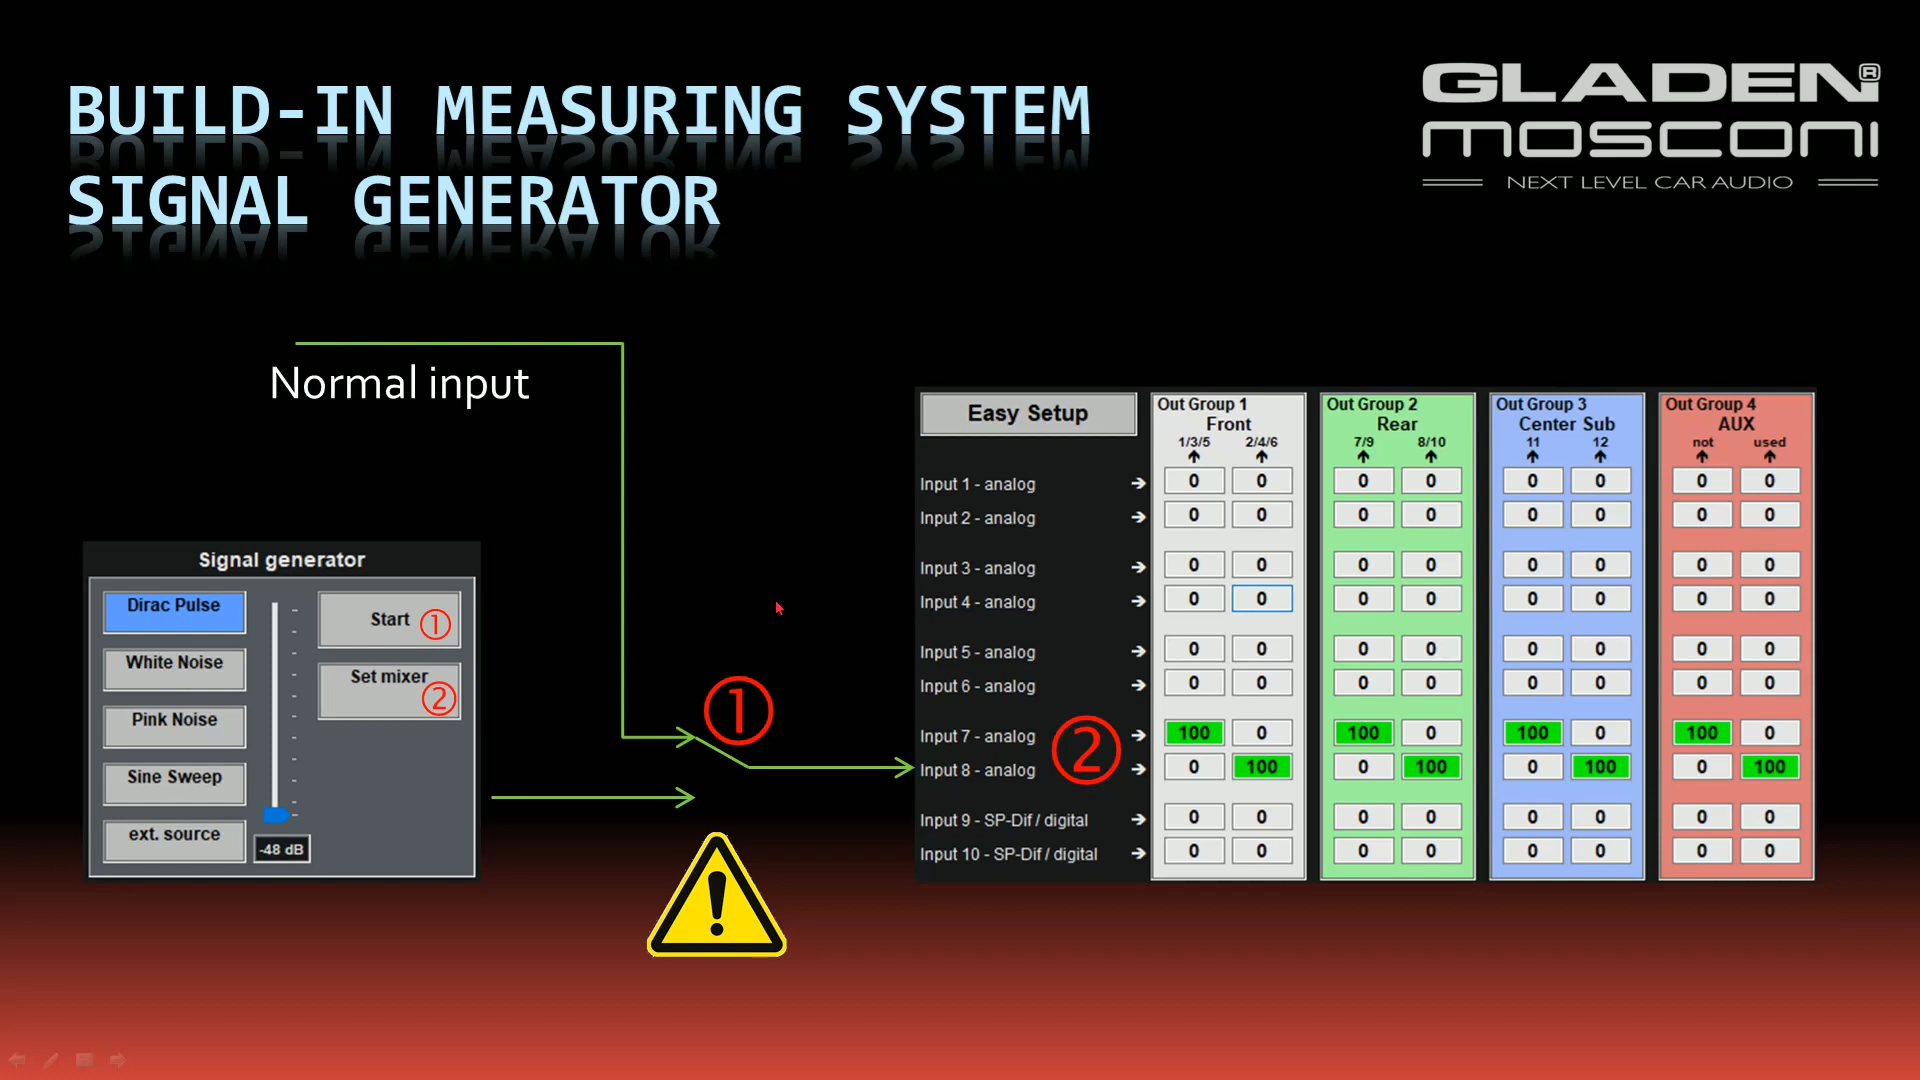 BUILD-IN MEASURING SYSTEM
SIGNAL GENERATOR
GLADEN®
MOSCONI
NEXT LEVEL CAR AUDIO
Normal input
Signal generator
Dirac Pulse
White Noise
Pink Noise
Sine Sweep
ext. source
-48 dB
Start ①
Set mixer ②
①
Easy Setup
Out Group 1 Out Group 2 Out Group 3 Out Group 4
Front Rear Center Sub AUX
1/3/5 2/4/6 7/9 8/10 11 12 not used
Input 1 - analog 0 0 0 0 0 0 0 0
Input 2 - analog 0 0 0 0 0 0 0 0
Input 3 - analog 0 0 0 0 0 0 0 0
Input 4 - analog 0 0 0 0 0 0 0 0
Input 5 - analog 0 0 0 0 0 0 0 0
Input 6 - analog 0 0 0 0 0 0 0 0
Input 7 - analog 100 0 100 0 100 0 100 0
②
Input 8 - analog 0 100 0 100 0 100 0 100
Input 9 - SP-Dif / digital 0 0 0 0 0 0 0 0
Input 10 - SP-Dif / digital 0 0 0 0 0 0 0 0
!